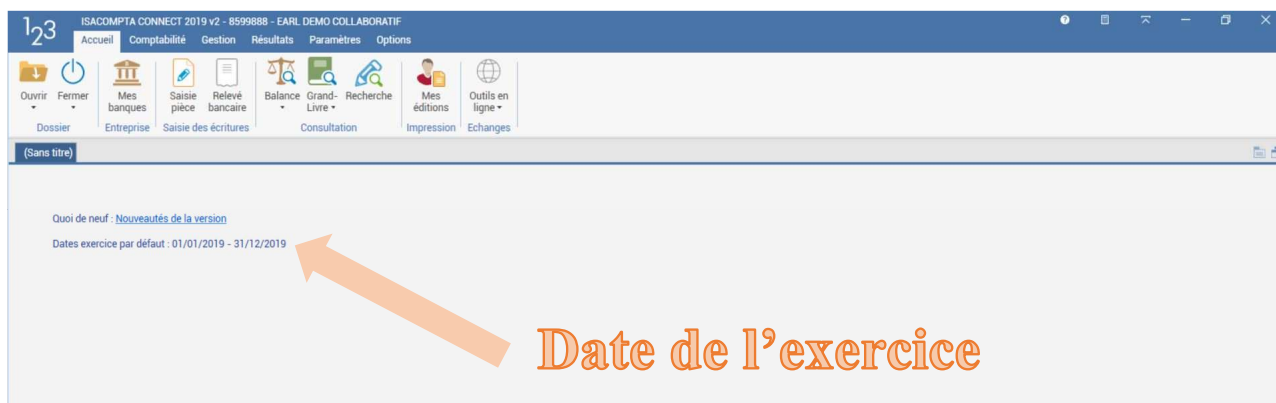 123
ISACOMPTA CONNECT 2019 v2 - 8599888 - EARL DEMO COLLABORATIF
Accueil Comptabilité Gestion Résultats Paramètres Options
Ouvrir Fermer Mes banques Saisie pièce Relevé bancaire Balance Grand-Livre Recherche Mes éditions Outils en ligne
Dossier Entreprise Saisie des écritures Consultation Impression Echanges
(Sans titre)
Quoi de neuf : Nouveautés de la version
Dates exercice par défaut : 01/01/2019 - 31/12/2019
Date de l’exercice